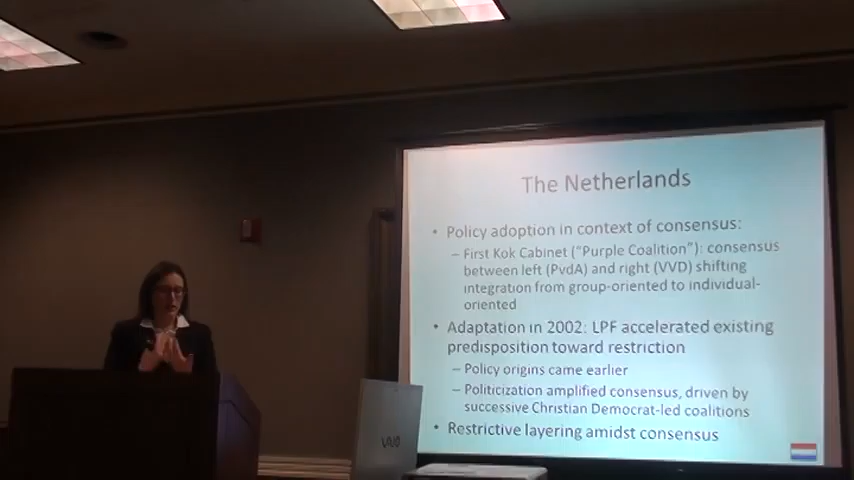 The Netherlands
• Policy adoption in context of consensus:
– First Kok Cabinet ("Purple Coalition"): consensus
between left (PvdA) and right (VVD) shifting
integration from group-oriented to individual-
oriented
• Adaptation in 2002: LPF accelerated existing
predisposition toward restriction
– Policy origins came earlier
– Politicization amplified consensus, driven by
successive Christian Democrat-led coalitions
• Restrictive layering amidst consensus
VAIO